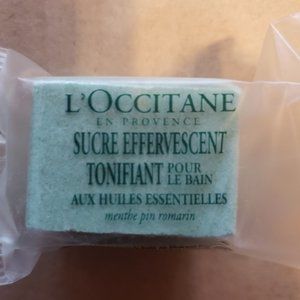 L'OCCITANE
EN PROVENCE
SUCRE EFFERVESCENT
TONIFIANT POUR LE BAIN
AUX HUILES ESSENTIELLES
menthe pin romarin